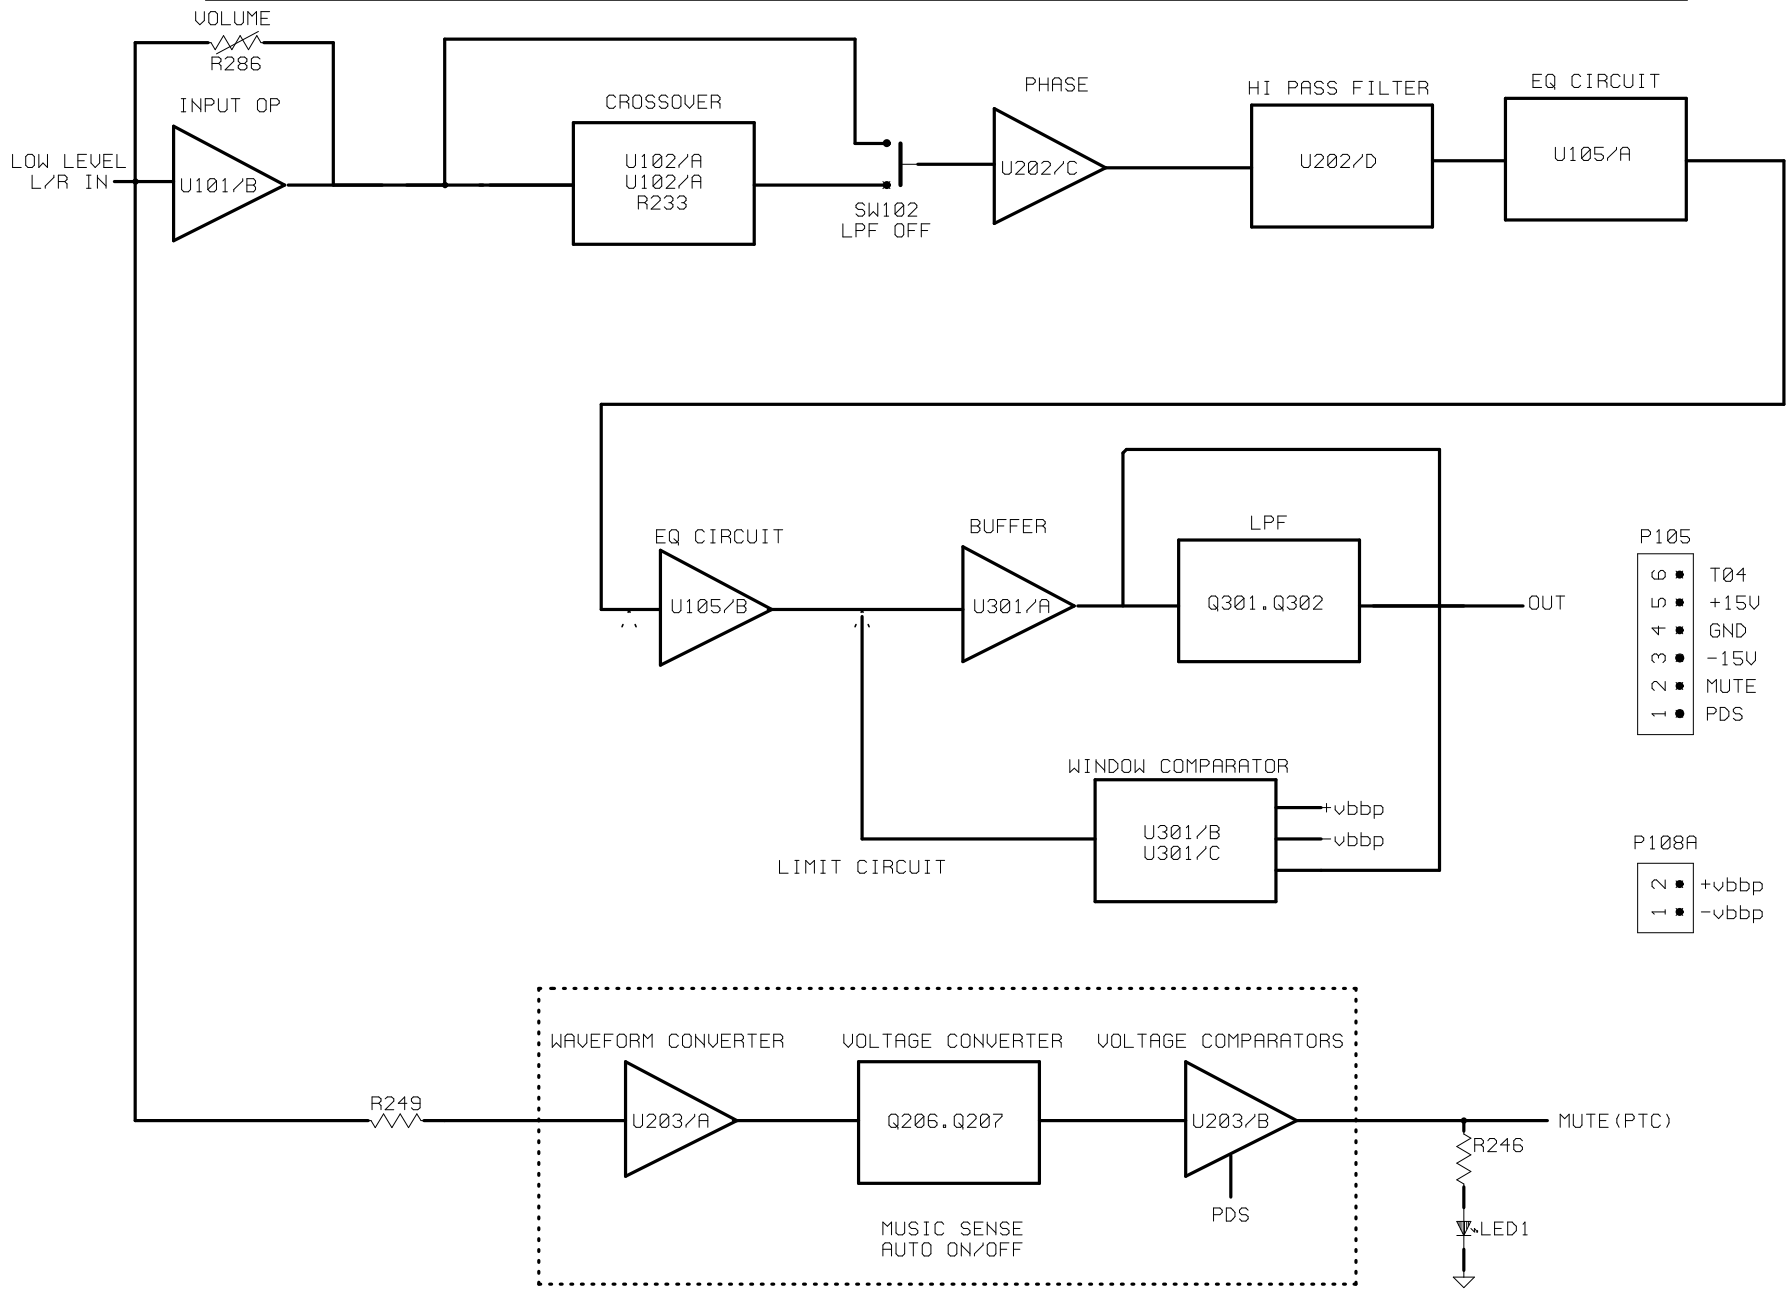 VOLUME
R286
INPUT OP
LOW LEVEL
L/R IN
U101/B
CROSSOVER
U102/A
U102/A
R233
SW102
LPF OFF
PHASE
U202/C
HI PASS FILTER
U202/D
EQ CIRCUIT
U105/A
EQ CIRCUIT
U105/B
BUFFER
U301/A
LPF
Q301.Q302
OUT
P105
6 T04
5 +15V
4 GND
3 -15V
2 MUTE
1 PDS
WINDOW COMPARATOR
U301/B
U301/C
+vbbp
-vbbp
LIMIT CIRCUIT
P108A
2 +vbbp
1 -vbbp
WAVEFORM CONVERTER
VOLTAGE CONVERTER
VOLTAGE COMPARATORS
R249
U203/A
Q206.Q207
U203/B
PDS
MUTE(PTC)
R246
LED1
MUSIC SENSE
AUTO ON/OFF